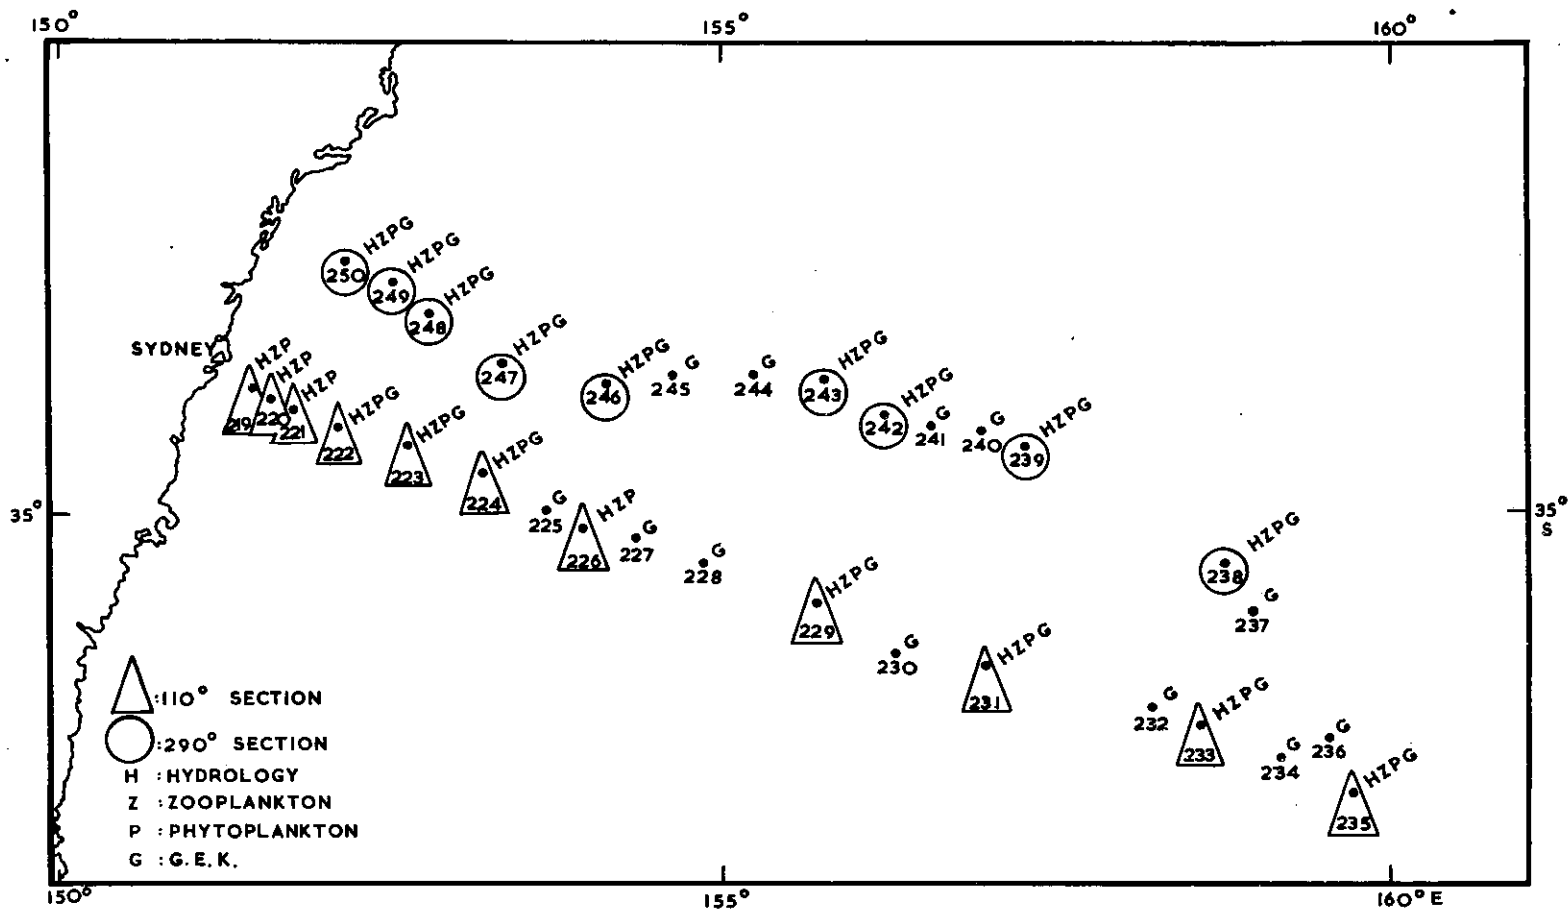 150° 155° 160°
HZPG
250
HZPG
249
HZPG
248
SYDNEY
HZPG
247
HZPG
246
G
245
G
244
HZPG
243
HZPG
242
G
241
G
240
HZPG
239
HZP
219
HZP
220
HZP
221
HZPG
222
HZPG
223
HZPG
224
35°
35°
S
G
225
HZP
226
G
227
G
228
HZPG
229
G
230
HZPG
231
HZPG
238
G
237
G
232
HZPG
233
G
234
G
236
HZPG
235
:110° SECTION
:290° SECTION
H :HYDROLOGY
Z :ZOOPLANKTON
P :PHYTOPLANKTON
G :G.E.K.
150° 155° 160°E